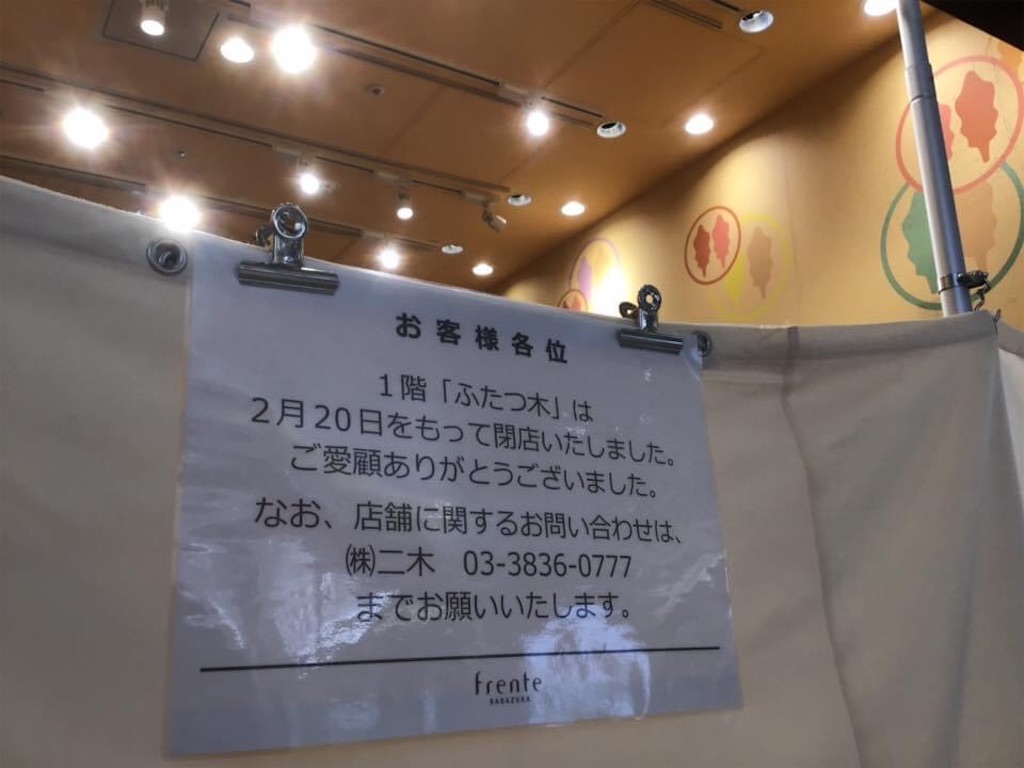 お客様各位
1階「ふたつ木」は
2月20日をもって閉店いたしました。
ご愛顧ありがとうございました。
なお、店舗に関するお問い合わせは、
㈱二木　03-3836-0777
までお願いいたします。
frente
SASAZUKA